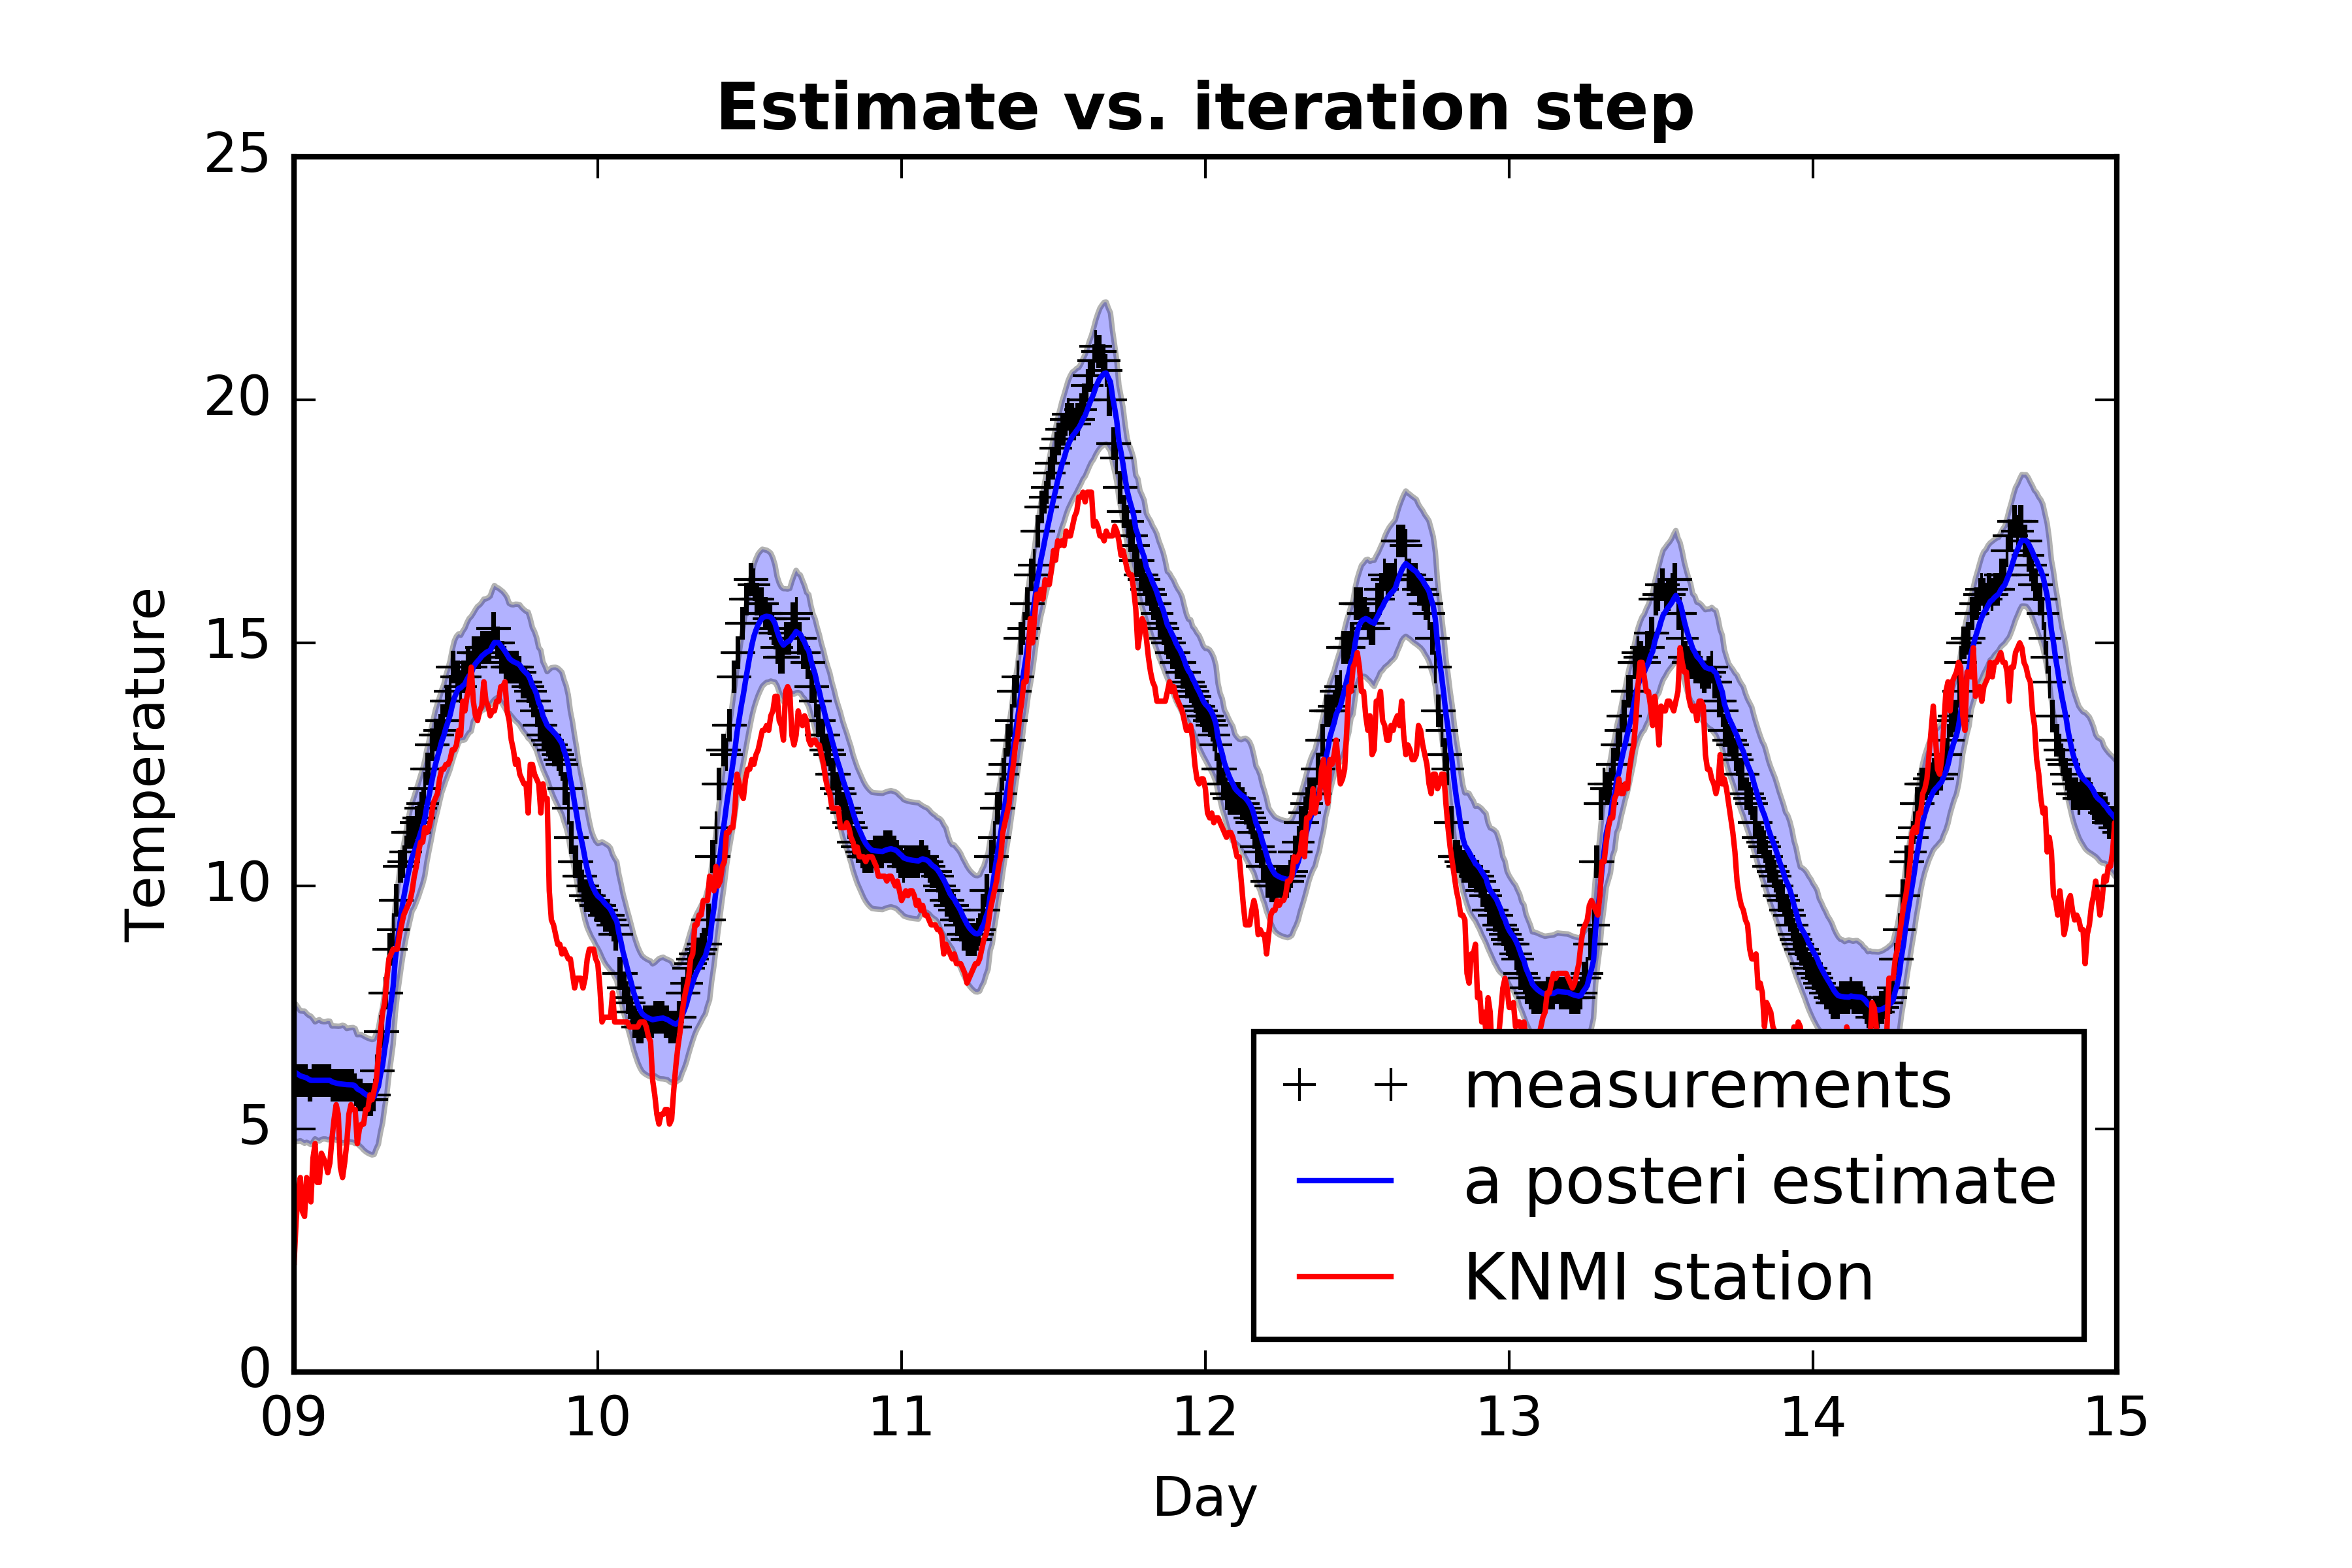 Estimate vs. iteration step
25
20
15
10
5
0
Temperature
09 10 11 12 13 14 15
Day
measurements
a posteri estimate
KNMI station